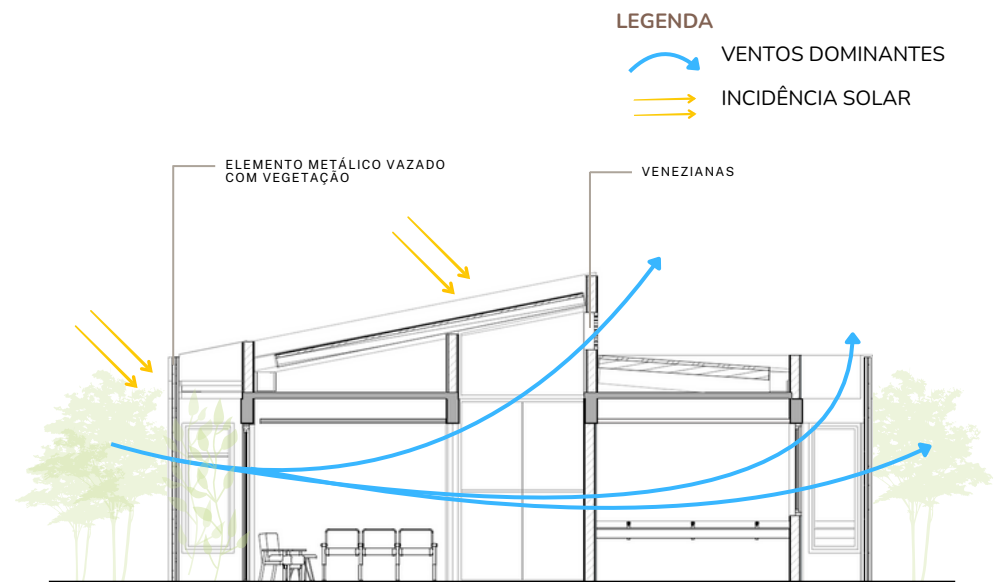 LEGENDA
VENTOS DOMINANTES
INCIDÊNCIA SOLAR
ELEMENTO METÁLICO VAZADO
COM VEGETAÇÃO
VENEZIANAS